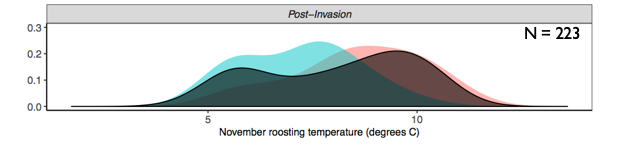 Post-Invasion
N = 223
0.3
0.2
0.1
0.0
5
10
November roosting temperature (degrees C)